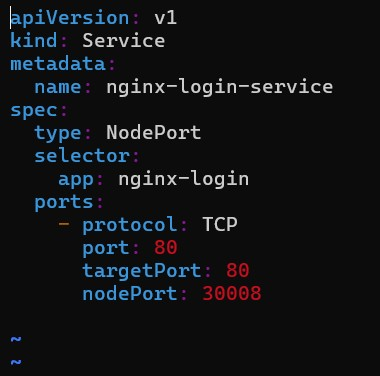 apiVersion: v1
kind: Service
metadata:
  name: nginx-login-service
spec:
  type: NodePort
  selector:
    app: nginx-login
  ports:
    - protocol: TCP
      port: 80
      targetPort: 80
      nodePort: 30008
~
~